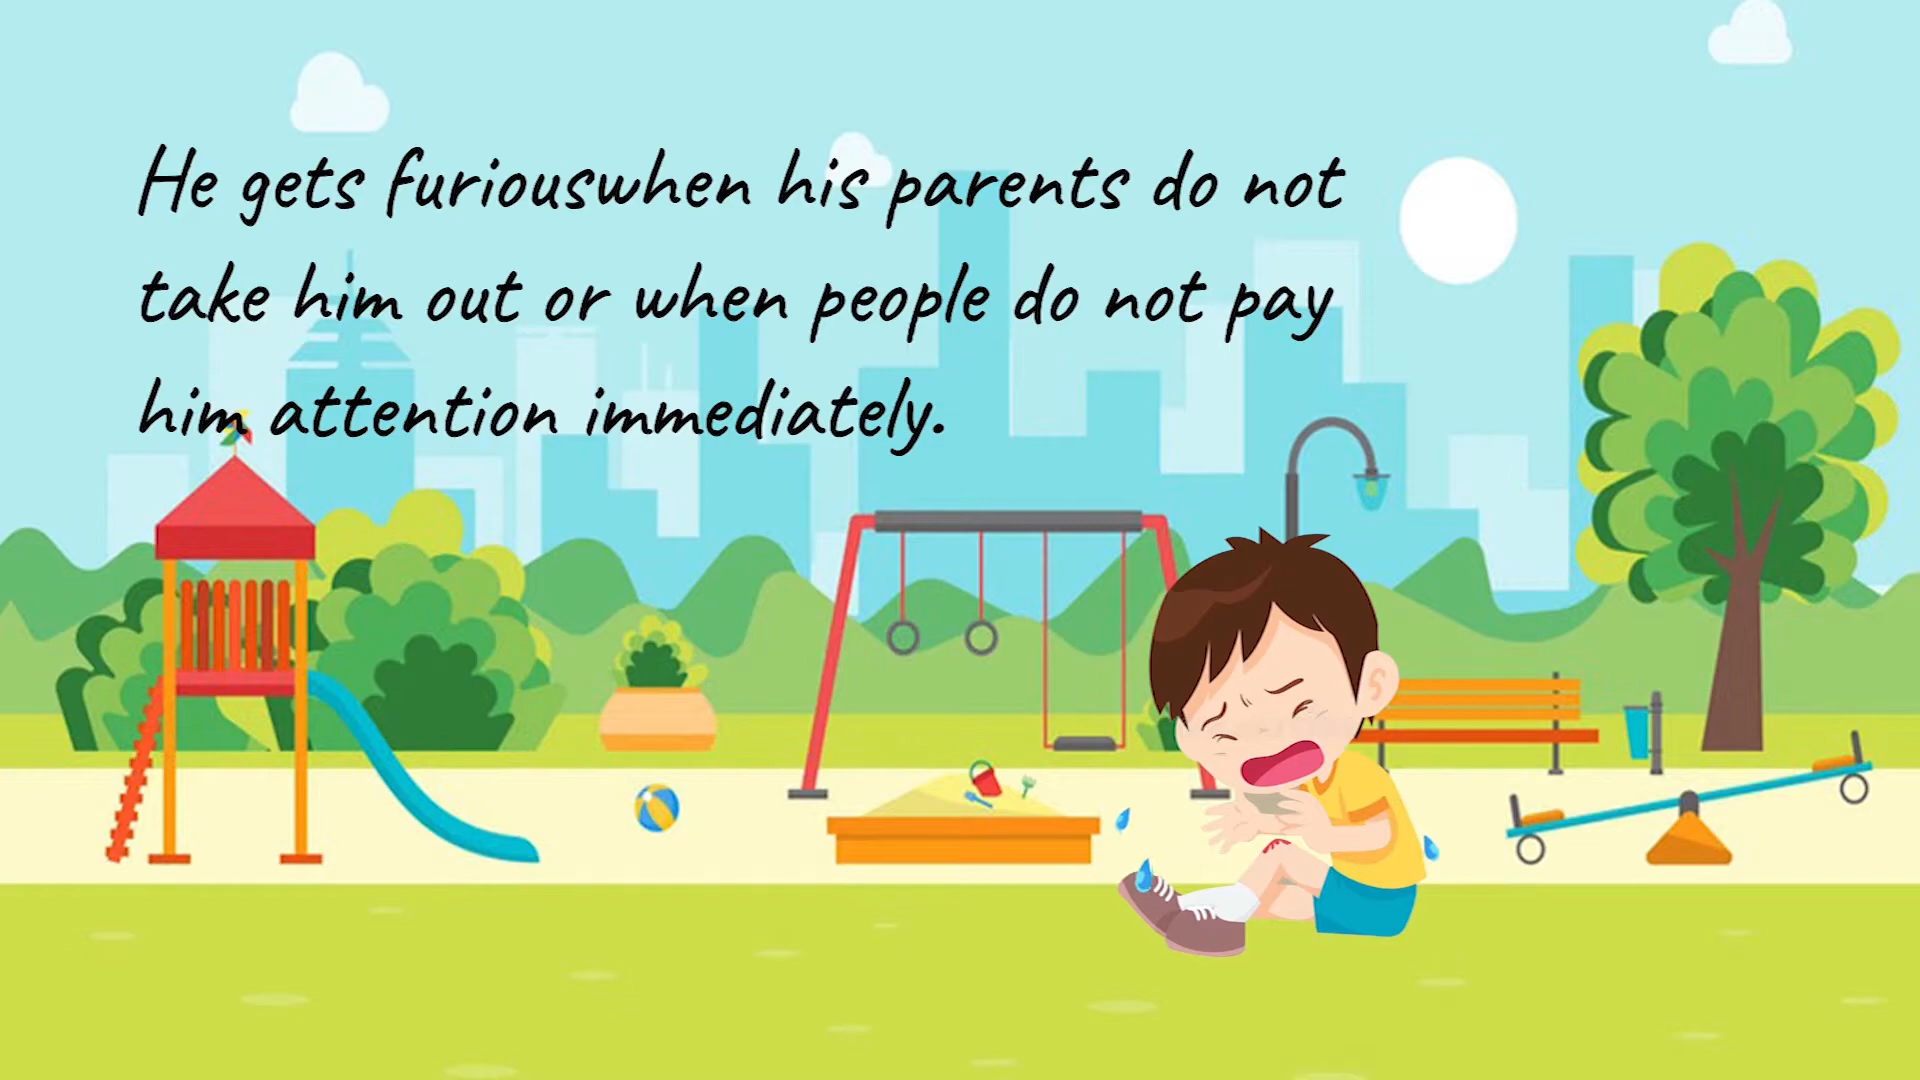 He gets furiouswhen his parents do not
take him out or when people do not pay
him attention immediately.